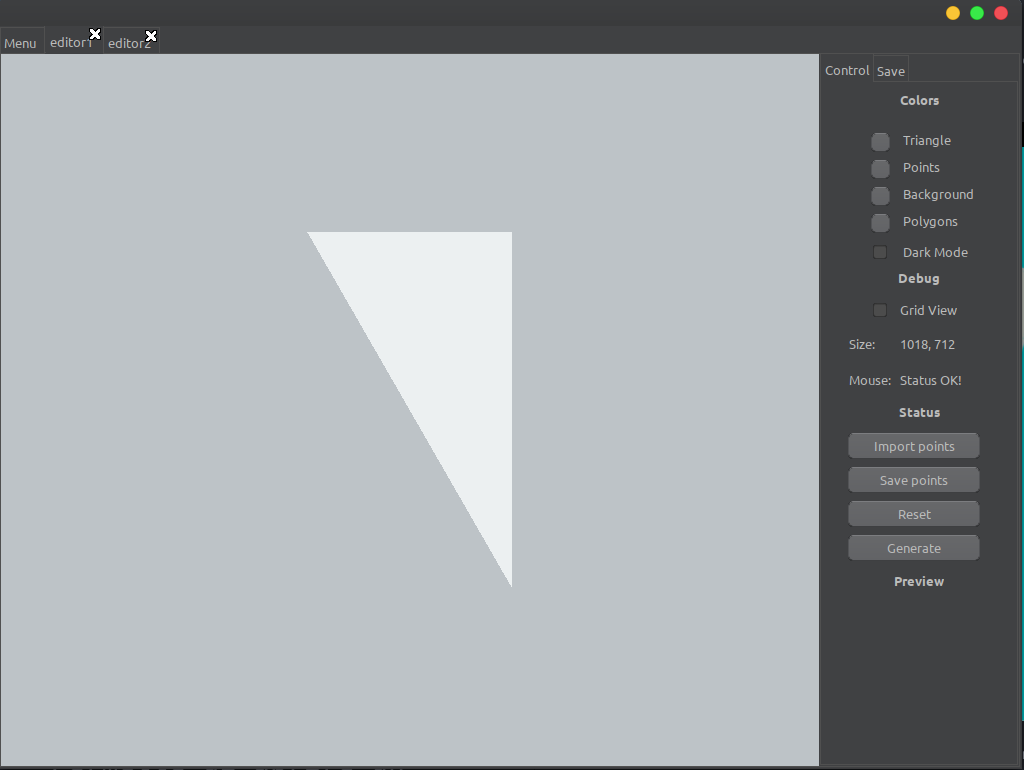 Menu editor1 editor2
Control Save
Colors
Triangle
Points
Background
Polygons
Dark Mode
Debug
Grid View
Size: 1018, 712
Mouse: Status OK!
Status
Import points
Save points
Reset
Generate
Preview